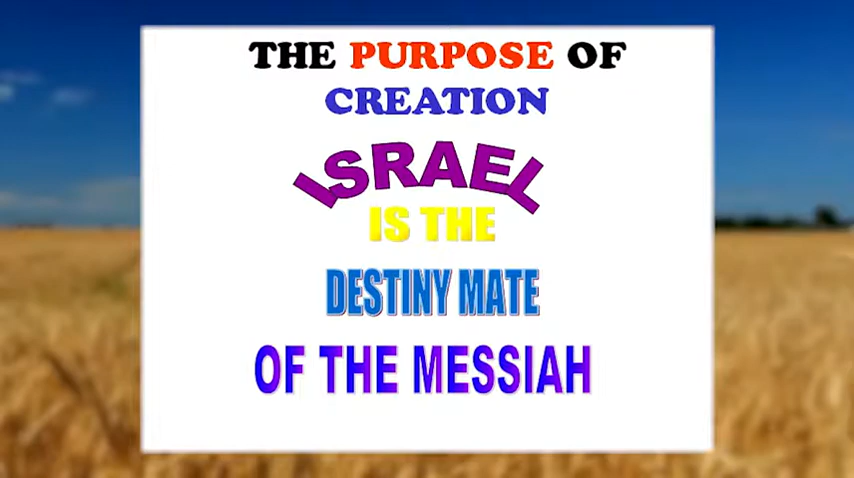 THE PURPOSE OF
CREATION
ISRAEL
IS THE
DESTINY MATE
OF THE MESSIAH